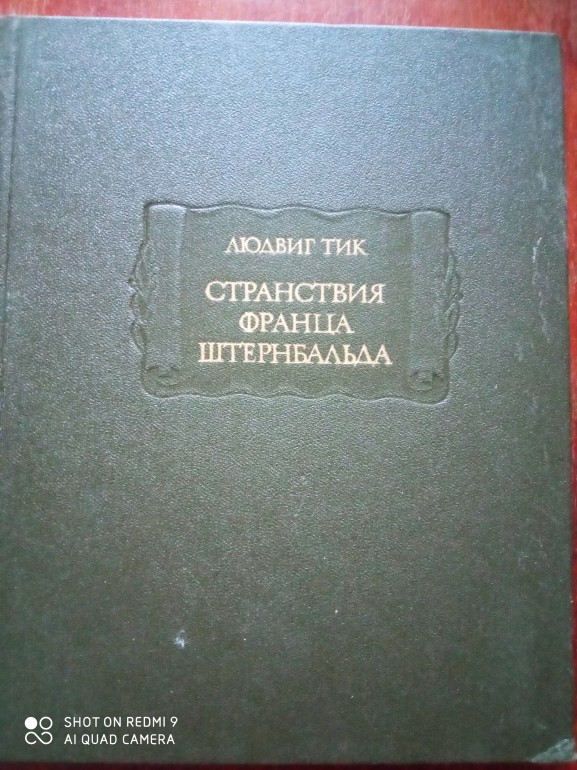 ЛЮДВИГ ТИК
СТРАНСТВИЯ
ФРАНЦА
ШТЕРНБАЛЬДА
SHOT ON REDMI 9
AI QUAD CAMERA